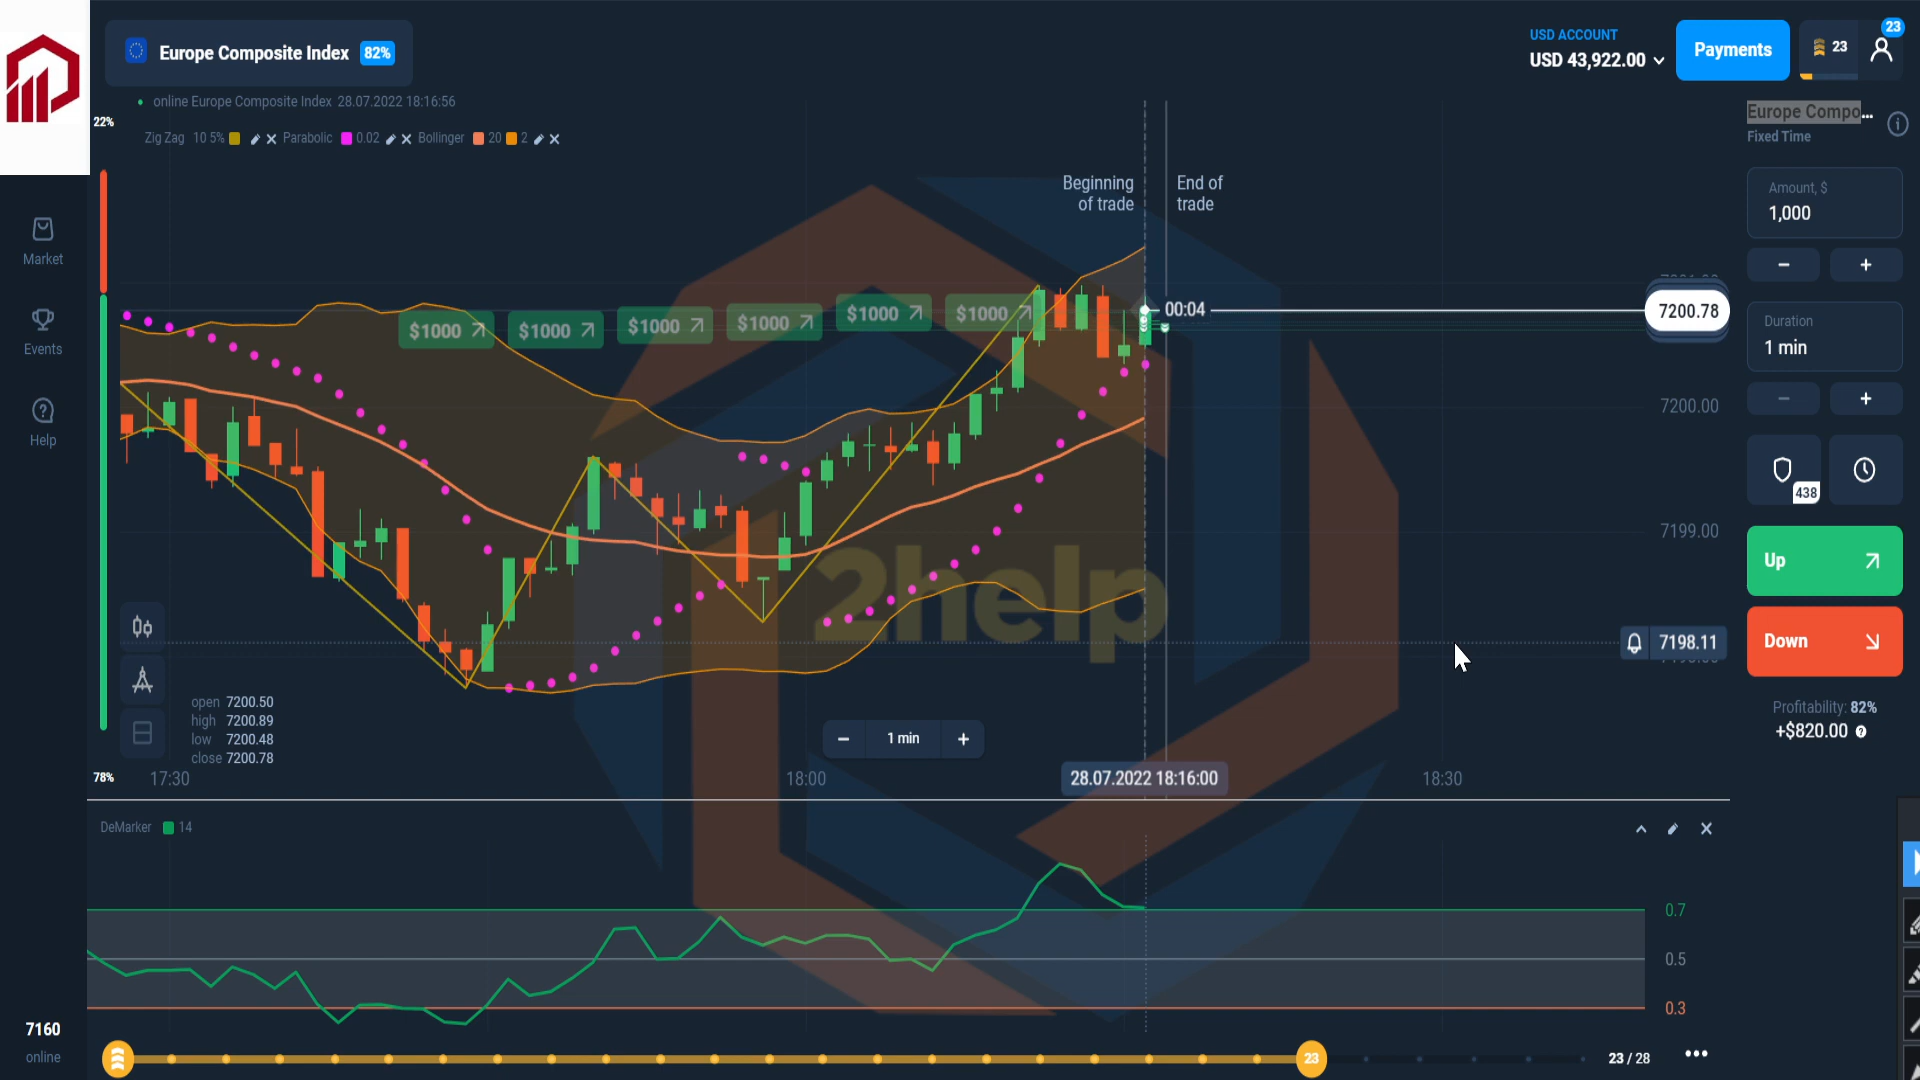 Europe Composite Index 82%
USD ACCOUNT
USD 43,922.00
Payments
23
23
online Europe Composite Index 28.07.2022 18:16:56
22%
Zig Zag 10 5% Parabolic 0.02 Bollinger 20 2
Europe Compo...
Fixed Time
Beginning
of trade
End of
trade
Amount, $
1,000
Market
Events
Help
$1000
$1000
$1000
$1000
$1000
$1000
00:04
7200.78
Duration
1 min
7200.00
438
7199.00
2help
Up
Down
7198.11
open 7200.50
high 7200.89
low 7200.48
close 7200.78
Profitability: 82%
+$820.00
1 min
78%
17:30
18:00
28.07.2022 18:16:00
18:30
DeMarker 14
0.7
0.5
0.3
7160
online
23
23 / 28